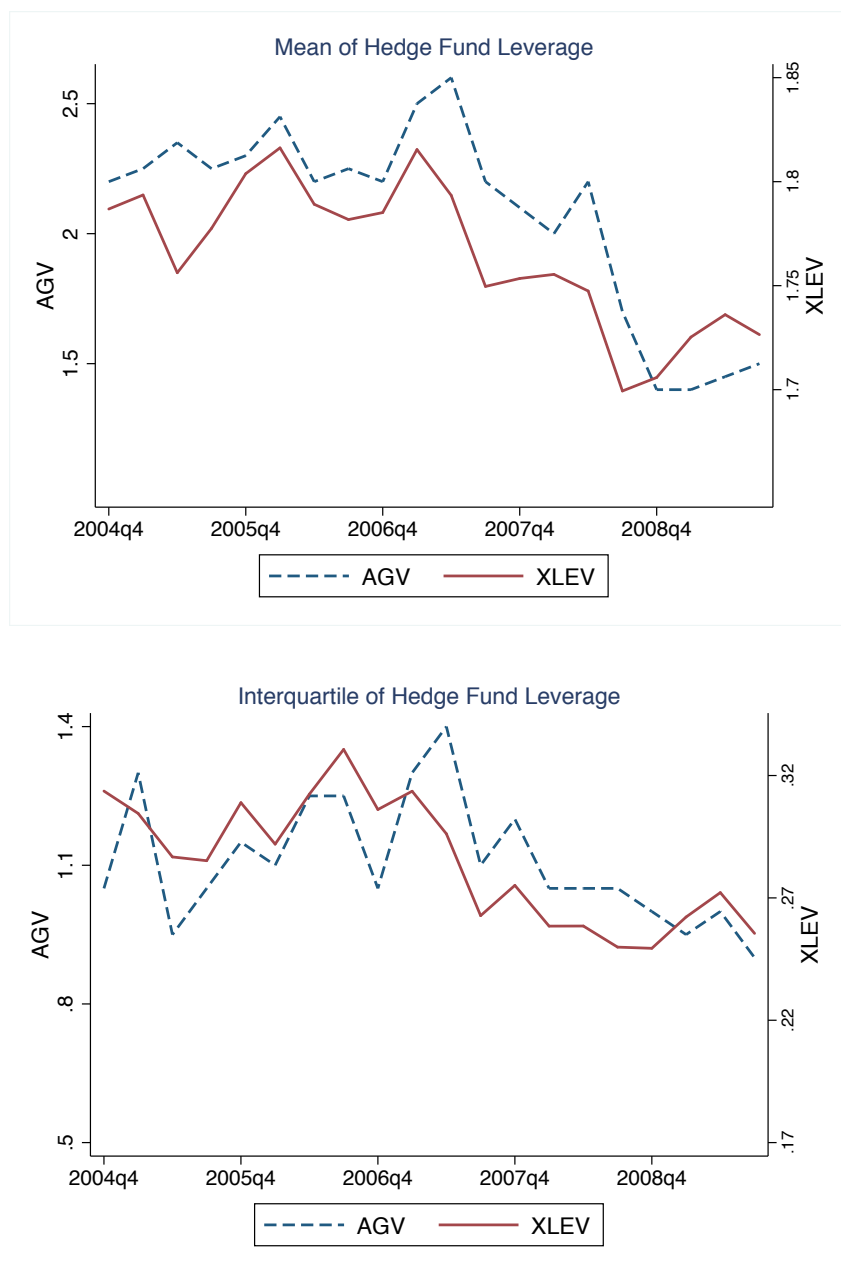 Mean of Hedge Fund Leverage
2.5
2
1.5
AGV
1.85
1.8
1.75
1.7
XLEV
2004q4 2005q4 2006q4 2007q4 2008q4
AGV XLEV
Interquartile of Hedge Fund Leverage
1.4
1.1
.8
.5
AGV
.32
.27
.22
.17
XLEV
2004q4 2005q4 2006q4 2007q4 2008q4
AGV XLEV